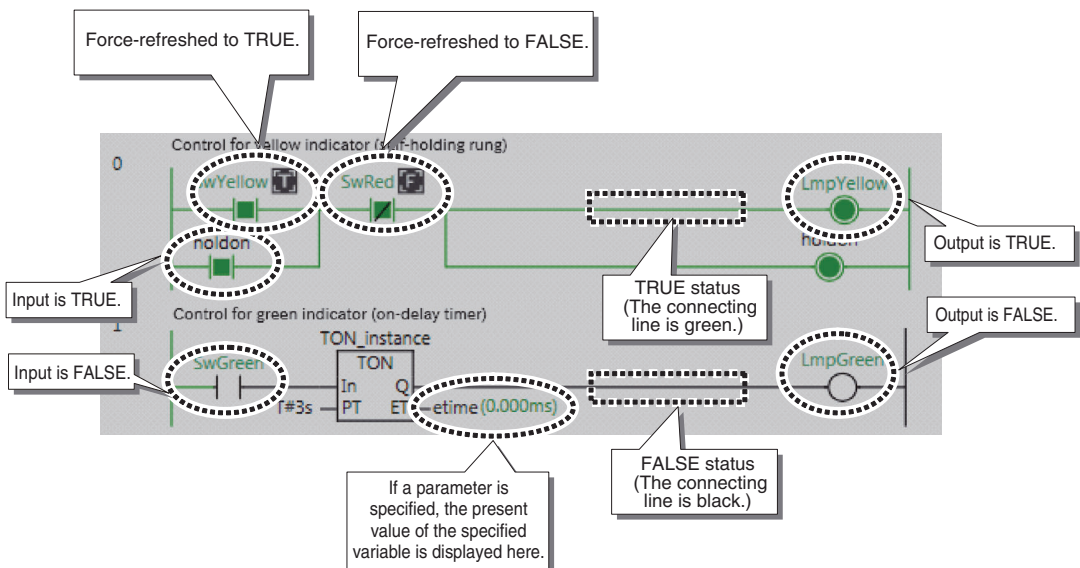 Force-refreshed to TRUE.
Force-refreshed to FALSE.
Control for yellow indicator (self-holding rung)
0
SwYellow T
SwRed F
LmpYellow
holdon
holdon
Output is TRUE.
Input is TRUE.
TRUE status
(The connecting
line is green.)
1
Control for green indicator (on-delay timer)
Output is FALSE.
TON_instance
SwGreen
TON
LmpGreen
Input is FALSE.
In Q
T#3s PT ET etime (0.000ms)
FALSE status
(The connecting
line is black.)
If a parameter is
specified, the present
value of the specified
variable is displayed here.